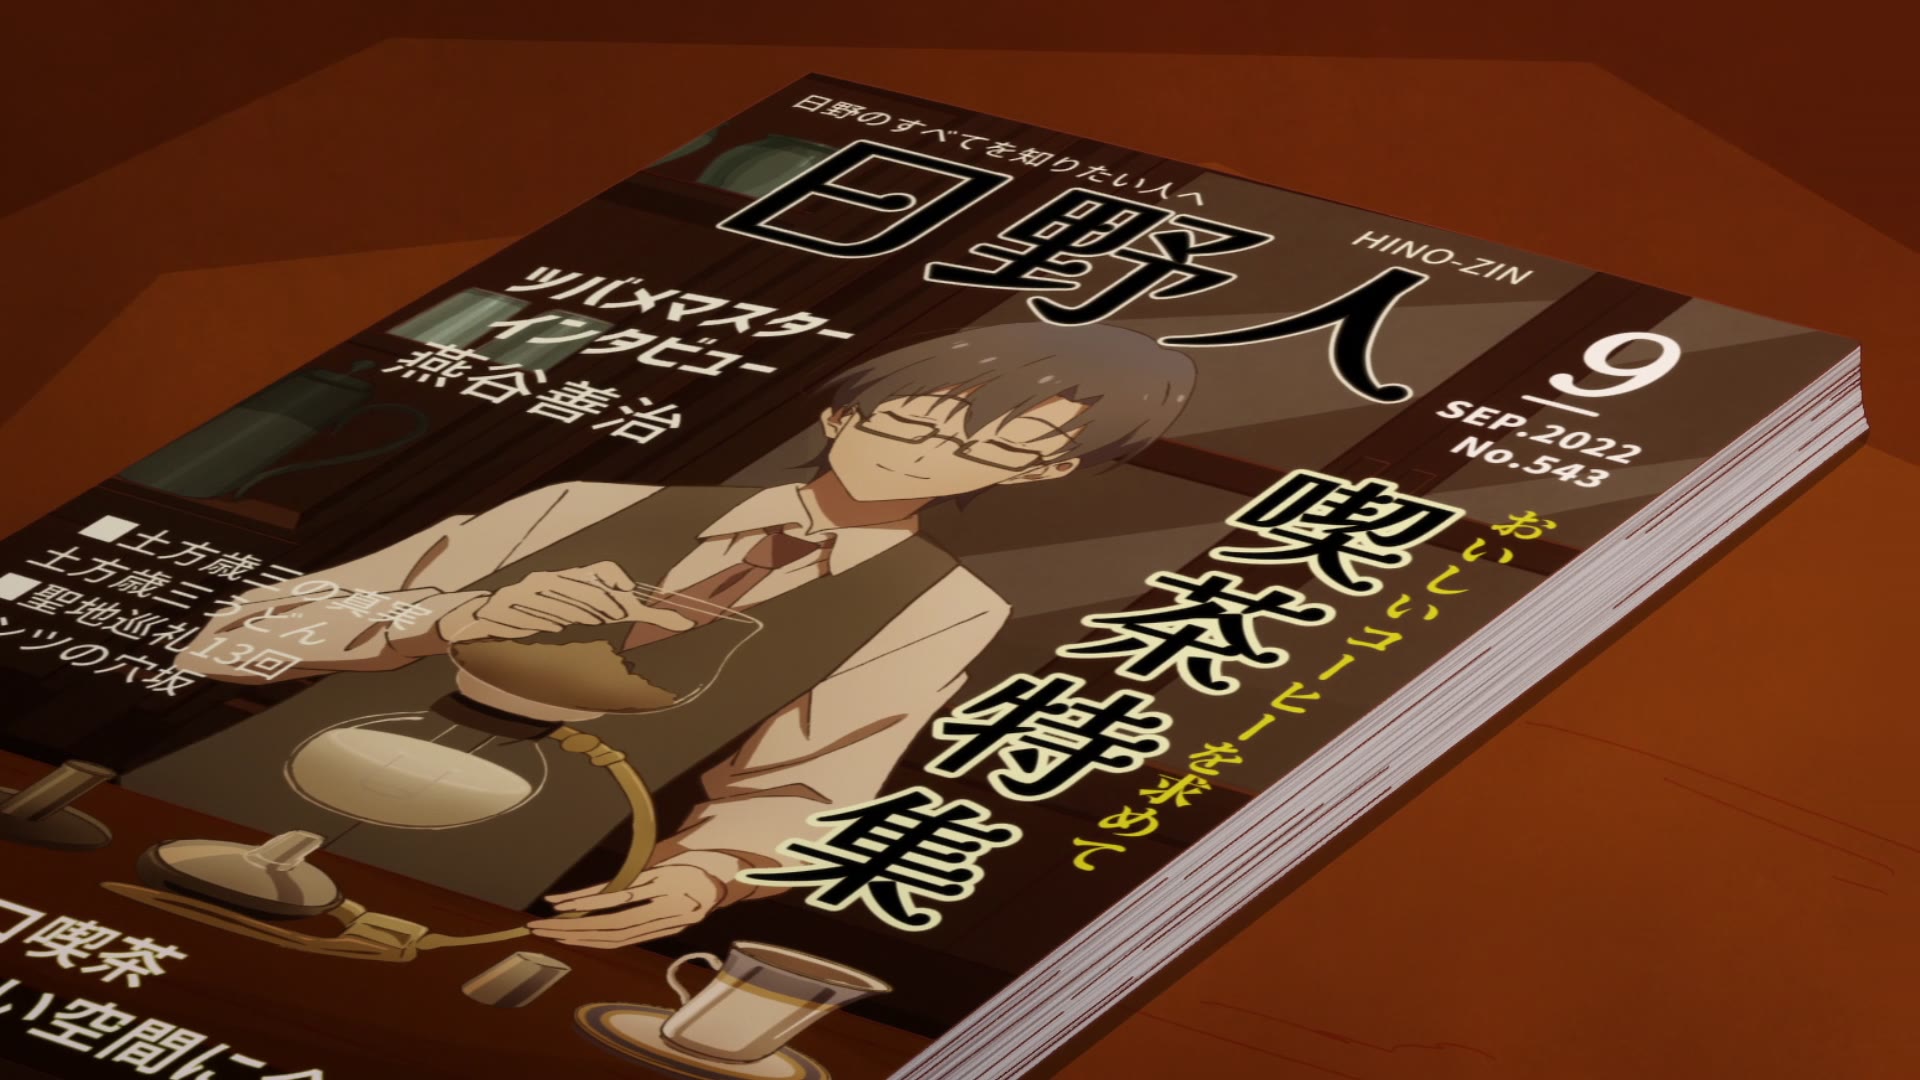 日野のすべてを知りたい人へ
日野人
HINO-ZIN
9
SEP.2022
No.543
ツバメマスター
インタビュー
燕谷善治
おいしいコーヒーを求めて
喫茶特集
■土方歳三の真実
土方歳三うどん
■聖地巡礼13回
ンツの穴坂
コ喫茶
い空間に